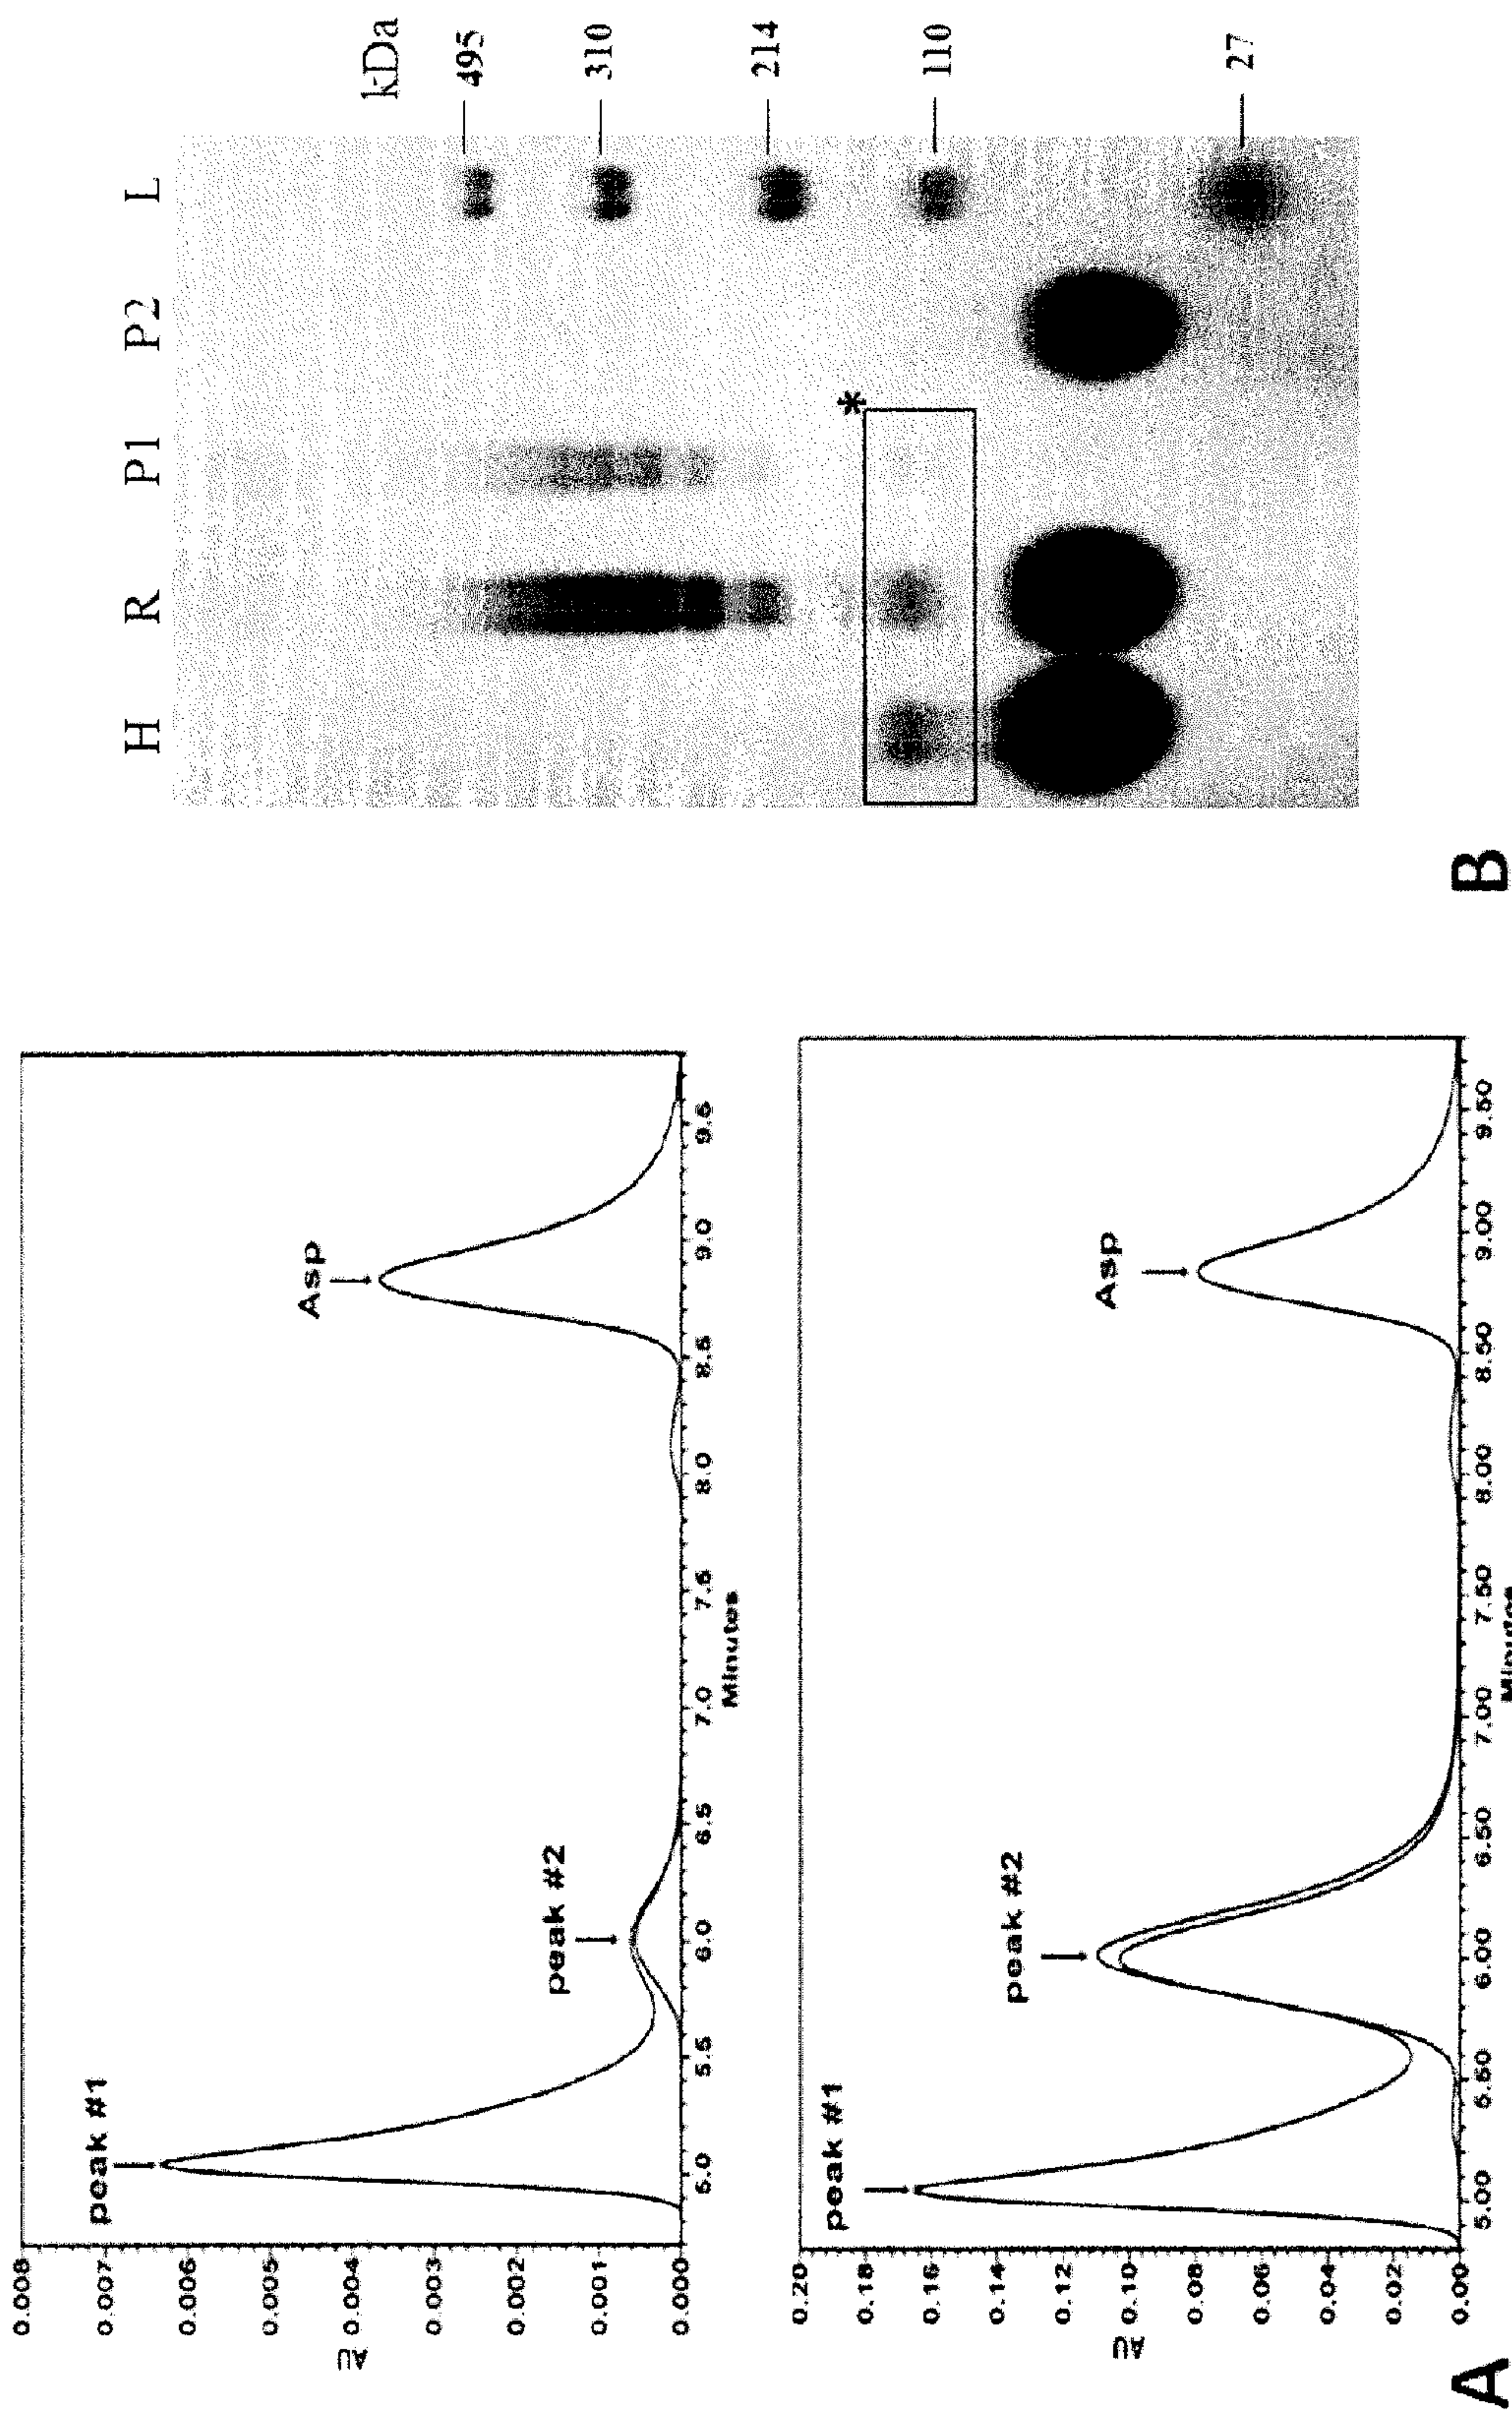 0.008
0.007
0.006
0.005
0.004
0.003
0.002
0.001
0.000
AU
peak #1
peak #2
Asp
5.0 5.5 6.0 6.5 7.0 7.5 8.0 8.5 9.0 9.5
Minutes
0.20
0.18
0.16
0.14
0.12
0.10
0.08
0.06
0.04
0.02
0.00
AU
peak #1
peak #2
Asp
5.00 5.50 6.00 6.50 7.00 7.50 8.00 8.50 9.00 9.50
Minutes
A
H R P1 P2 L
kDa
495
310
214
110
27
*
B